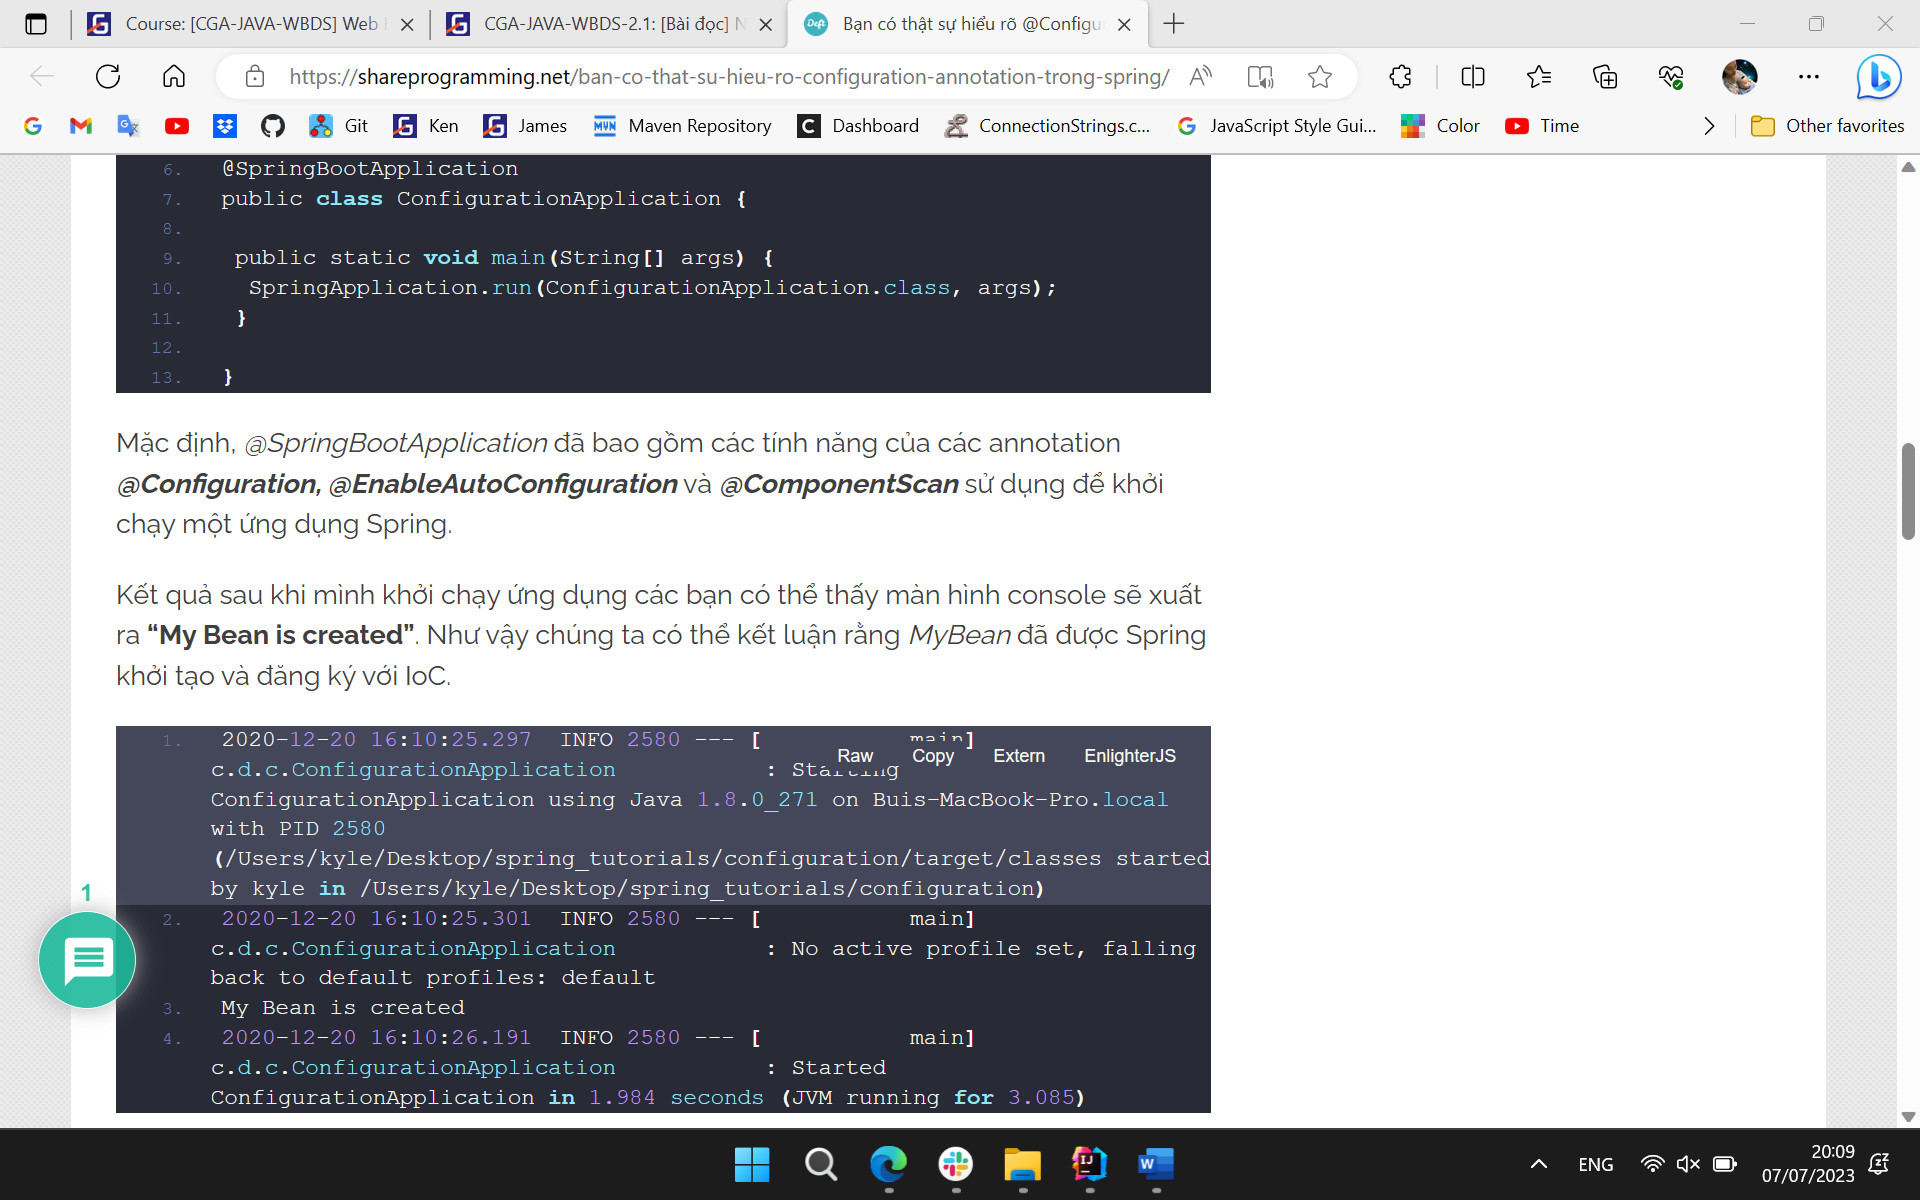 Course: [CGA-JAVA-WBDS] Web
CGA-JAVA-WBDS-2.1: [Bài đọc]
Bạn có thật sự hiểu rõ @Configu
https://shareprogramming.net/ban-co-that-su-hieu-ro-configuration-annotation-trong-spring/
Git
Ken
James
Maven Repository
Dashboard
ConnectionStrings.c...
JavaScript Style Gui...
Color
Time
Other favorites
6. @SpringBootApplication
7. public class ConfigurationApplication {
8.
9. public static void main(String[] args) {
10. SpringApplication.run(ConfigurationApplication.class, args);
11. }
12.
13. }
Mặc định, @SpringBootApplication đã bao gồm các tính năng của các annotation
@Configuration, @EnableAutoConfiguration và @ComponentScan sử dụng để khởi
chạy một ứng dụng Spring.
Kết quả sau khi mình khởi chạy ứng dụng các bạn có thể thấy màn hình console sẽ xuất
ra “My Bean is created”. Như vậy chúng ta có thể kết luận rằng MyBean đã được Spring
khởi tạo và đăng ký với IoC.
1. 2020-12-20 16:10:25.297 INFO 2580 --- [ main]
Raw Copy Extern EnlighterJS
c.d.c.ConfigurationApplication : Starting
ConfigurationApplication using Java 1.8.0_271 on Buis-MacBook-Pro.local
with PID 2580
(/Users/kyle/Desktop/spring_tutorials/configuration/target/classes started
by kyle in /Users/kyle/Desktop/spring_tutorials/configuration)
1
2. 2020-12-20 16:10:25.301 INFO 2580 --- [ main]
c.d.c.ConfigurationApplication : No active profile set, falling
back to default profiles: default
3. My Bean is created
4. 2020-12-20 16:10:26.191 INFO 2580 --- [ main]
c.d.c.ConfigurationApplication : Started
ConfigurationApplication in 1.984 seconds (JVM running for 3.085)
ENG
20:09
07/07/2023